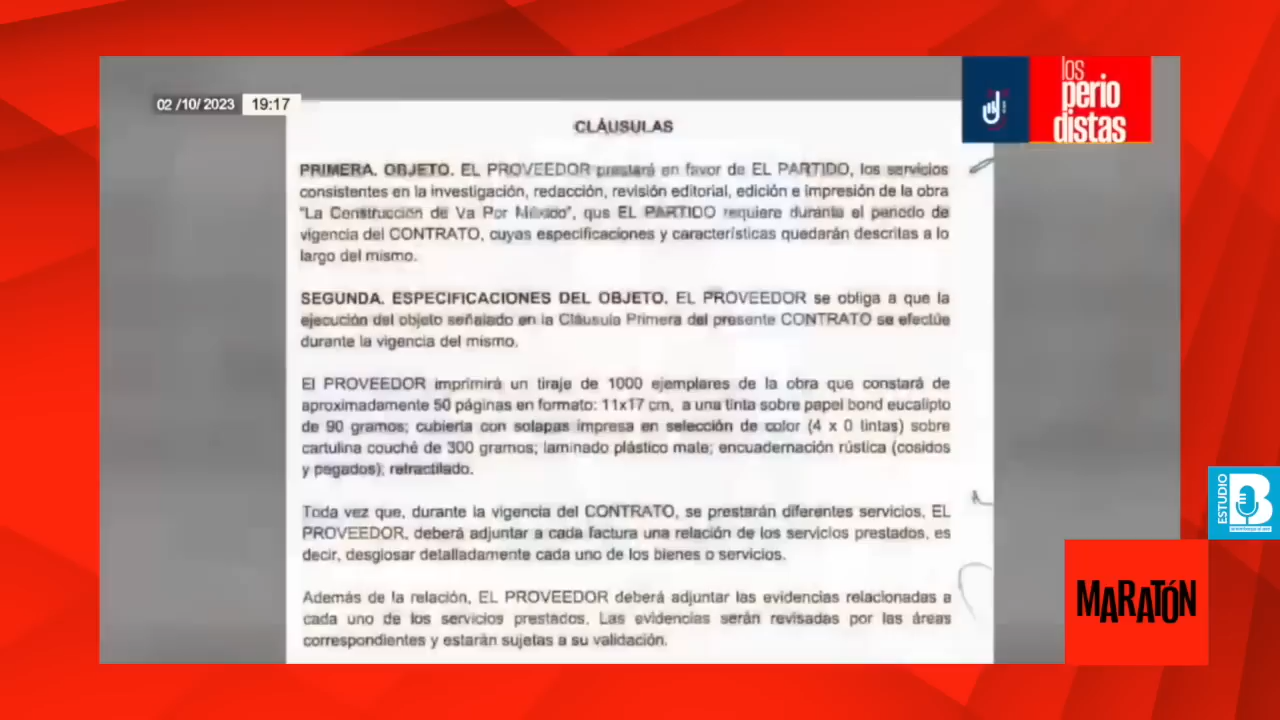 02/10/2023 19:17
los
perio
distas
CLÁUSULAS
PRIMERA. OBJETO. EL PROVEEDOR prestará en favor de EL PARTIDO, los servicios
consistentes en la investigación, redacción, revisión editorial, edición e impresión de la obra
"La Construcción de Va Por México", que EL PARTIDO requiere durante el periodo de
vigencia del CONTRATO, cuyas especificaciones y características quedarán descritas a lo
largo del mismo.
SEGUNDA. ESPECIFICACIONES DEL OBJETO. EL PROVEEDOR se obliga a que la
ejecución del objeto señalado en la Cláusula Primera del presente CONTRATO se efectúe
durante la vigencia del mismo.
El PROVEEDOR imprimirá un tiraje de 1000 ejemplares de la obra que constará de
aproximadamente 50 páginas en formato: 11x17 cm, a una tinta sobre papel bond eucalipto
de 90 gramos; cubierta con solapas impresa en selección de color (4 x 0 tintas) sobre
cartulina couché de 300 gramos; laminado plástico mate; encuadernación rústica (cosidos
y pegados); retractilado.
Toda vez que, durante la vigencia del CONTRATO, se prestarán diferentes servicios, EL
PROVEEDOR, deberá adjuntar a cada factura una relación de los servicios prestados, es
decir, desglosar detalladamente cada uno de los bienes o servicios.
Además de la relación, EL PROVEEDOR deberá adjuntar las evidencias relacionadas a
cada uno de los servicios prestados. Las evidencias serán revisadas por las áreas
correspondientes y estarán sujetas a su validación.
ESTUDIO B
MARATÓN